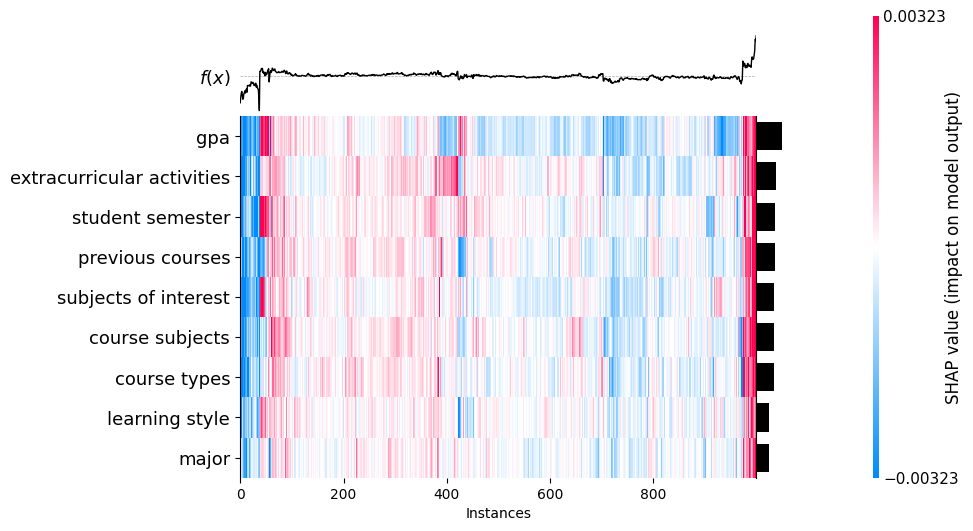 0.00323
f(x)
gpa
extracurricular activities
student semester
previous courses
subjects of interest
course subjects
course types
learning style
major
0 200 400 600 800
Instances
−0.00323
SHAP value (impact on model output)